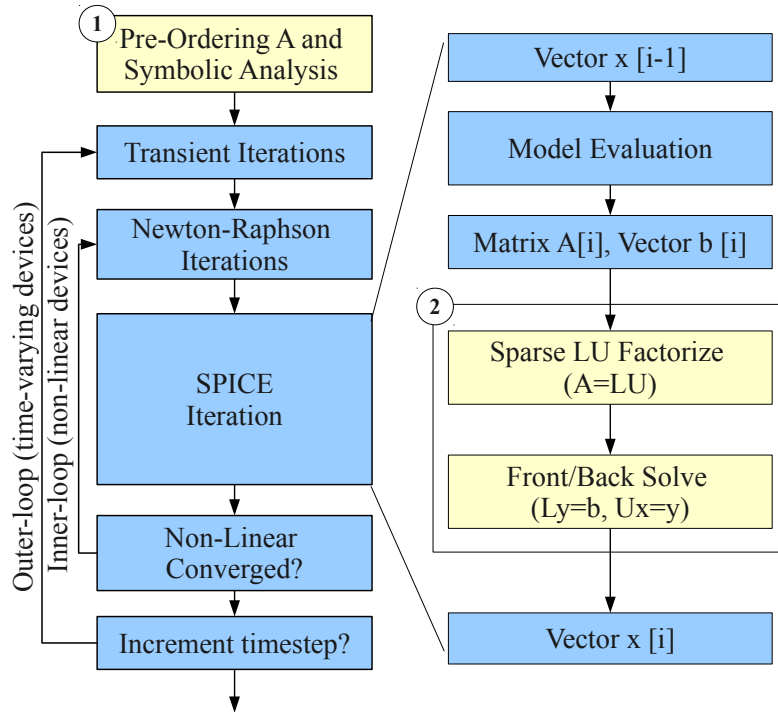 1
Pre-Ordering A and
Symbolic Analysis
Transient Iterations
Newton-Raphson
Iterations
SPICE
Iteration
Non-Linear
Converged?
Increment timestep?
Outer-loop (time-varying devices)
Inner-loop (non-linear devices)
Vector x [i-1]
Model Evaluation
Matrix A[i], Vector b [i]
2
Sparse LU Factorize
(A=LU)
Front/Back Solve
(Ly=b, Ux=y)
Vector x [i]